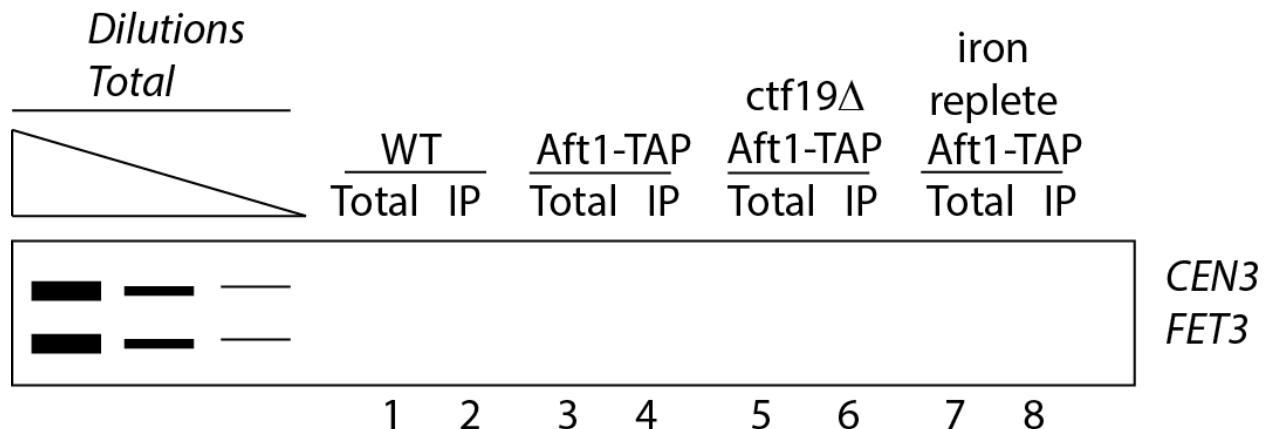 Dilutions
Total
WT
Total IP
Aft1-TAP
Total IP
ctf19Δ
Aft1-TAP
Total IP
iron
replete
Aft1-TAP
Total IP
CEN3
FET3
1 2 3 4 5 6 7 8